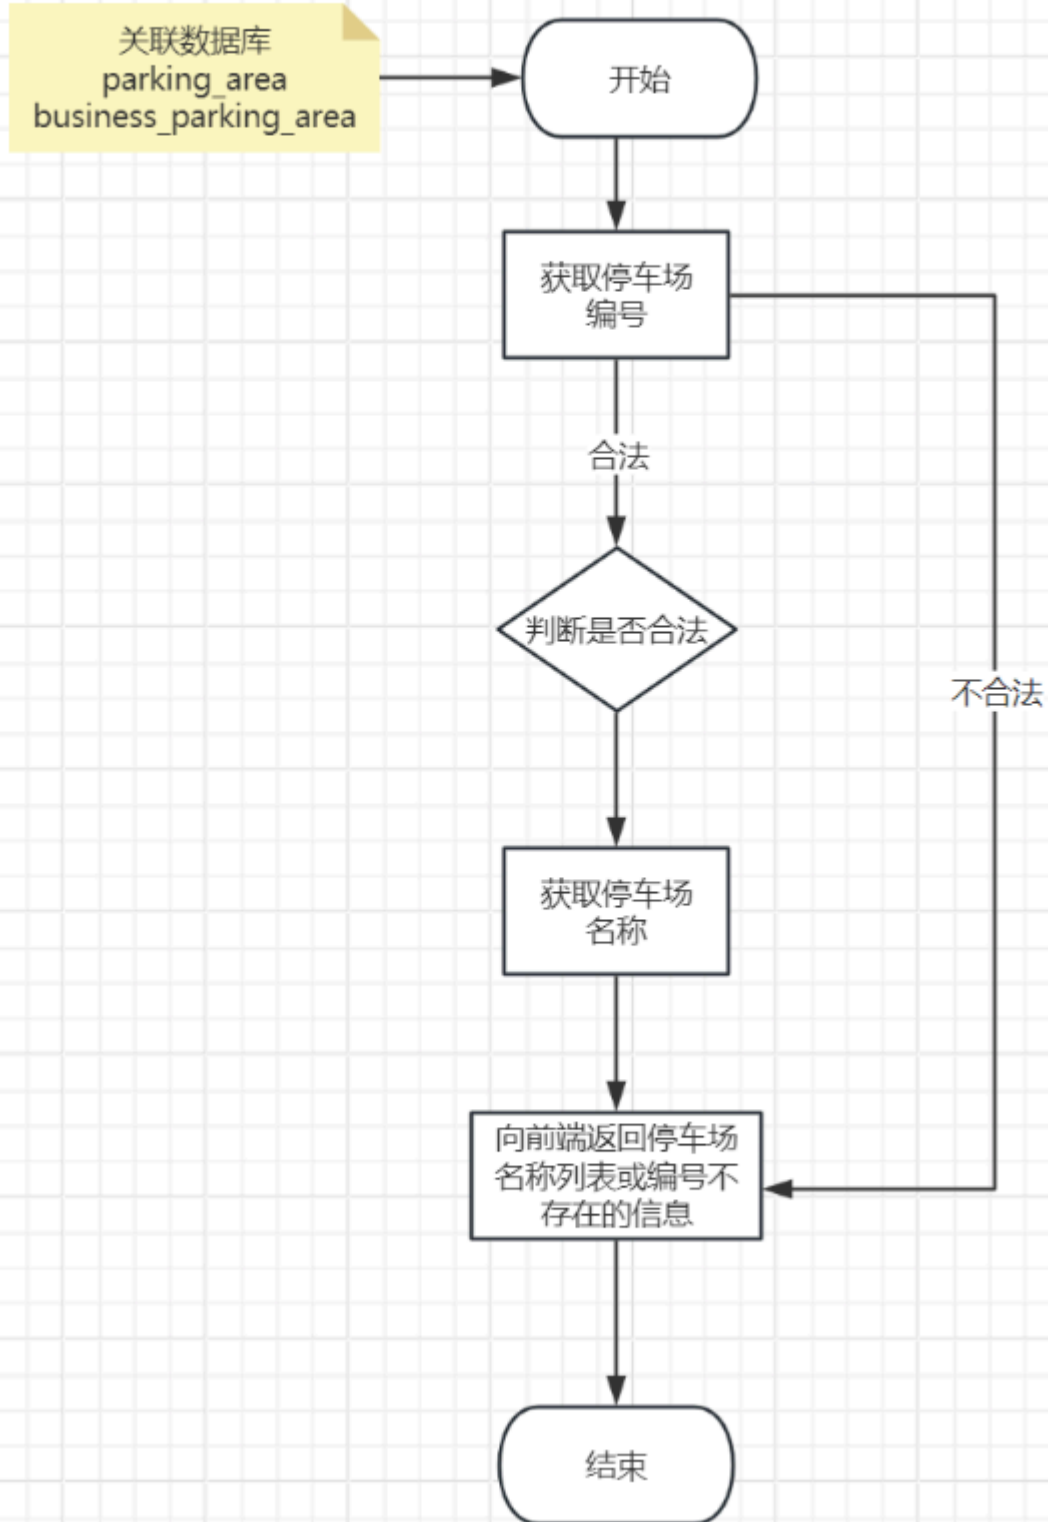 关联数据库
parking_area
business_parking_area
开始
获取停车场
编号
合法
判断是否合法
不合法
获取停车场
名称
向前端返回停车场
名称列表或编号不
存在的信息
结束